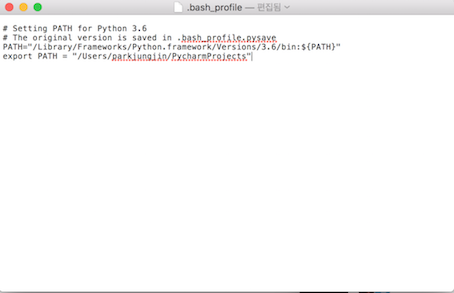 .bash_profile — 편집됨
# Setting PATH for Python 3.6
# The original version is saved in .bash_profile.pysave
PATH="/Library/Frameworks/Python.framework/Versions/3.6/bin:${PATH}"
export PATH = "/Users/parkjungjin/PycharmProjects"